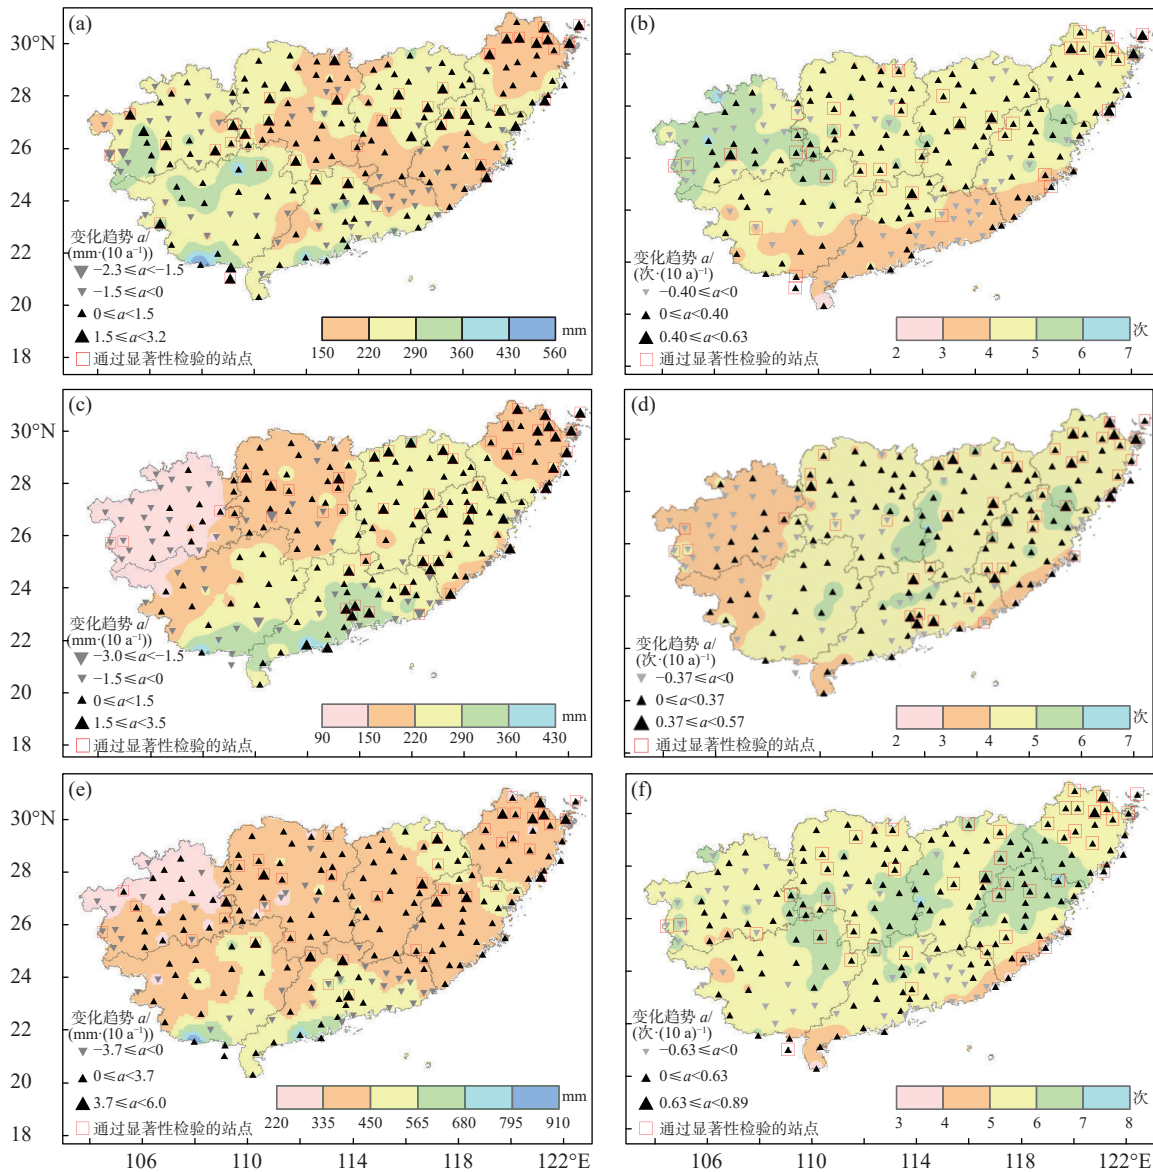 (a)
30°N
28
26
24
22
20
18
变化趋势 a/
(mm·(10 a⁻¹))
−2.3≤a<−1.5
−1.5≤a<0
0≤a<1.5
1.5≤a<3.2
通过显著性检验的站点
mm
150 220 290 360 430 560
(b)
变化趋势 a/
(次·(10 a)⁻¹)
−0.40≤a<0
0≤a<0.40
0.40≤a<0.63
通过显著性检验的站点
次
2 3 4 5 6 7
(c)
30°N
28
26
24
22
20
18
变化趋势 a/
(mm·(10 a⁻¹))
−3.0≤a<−1.5
−1.5≤a<0
0≤a<1.5
1.5≤a<3.5
通过显著性检验的站点
mm
90 150 220 290 360 430
(d)
变化趋势 a/
(次·(10 a)⁻¹)
−0.37≤a<0
0≤a<0.37
0.37≤a<0.57
通过显著性检验的站点
次
2 3 4 5 6 7
(e)
30°N
28
26
24
22
20
18
变化趋势 a/
(mm·(10 a⁻¹))
−3.7≤a<0
0≤a<3.7
3.7≤a<6.0
通过显著性检验的站点
mm
220 335 450 565 680 795 910
106 110 114 118 122°E
(f)
变化趋势 a/
(次·(10 a)⁻¹)
−0.63≤a<0
0≤a<0.63
0.63≤a<0.89
通过显著性检验的站点
次
3 4 5 6 7 8
106 110 114 118 122°E